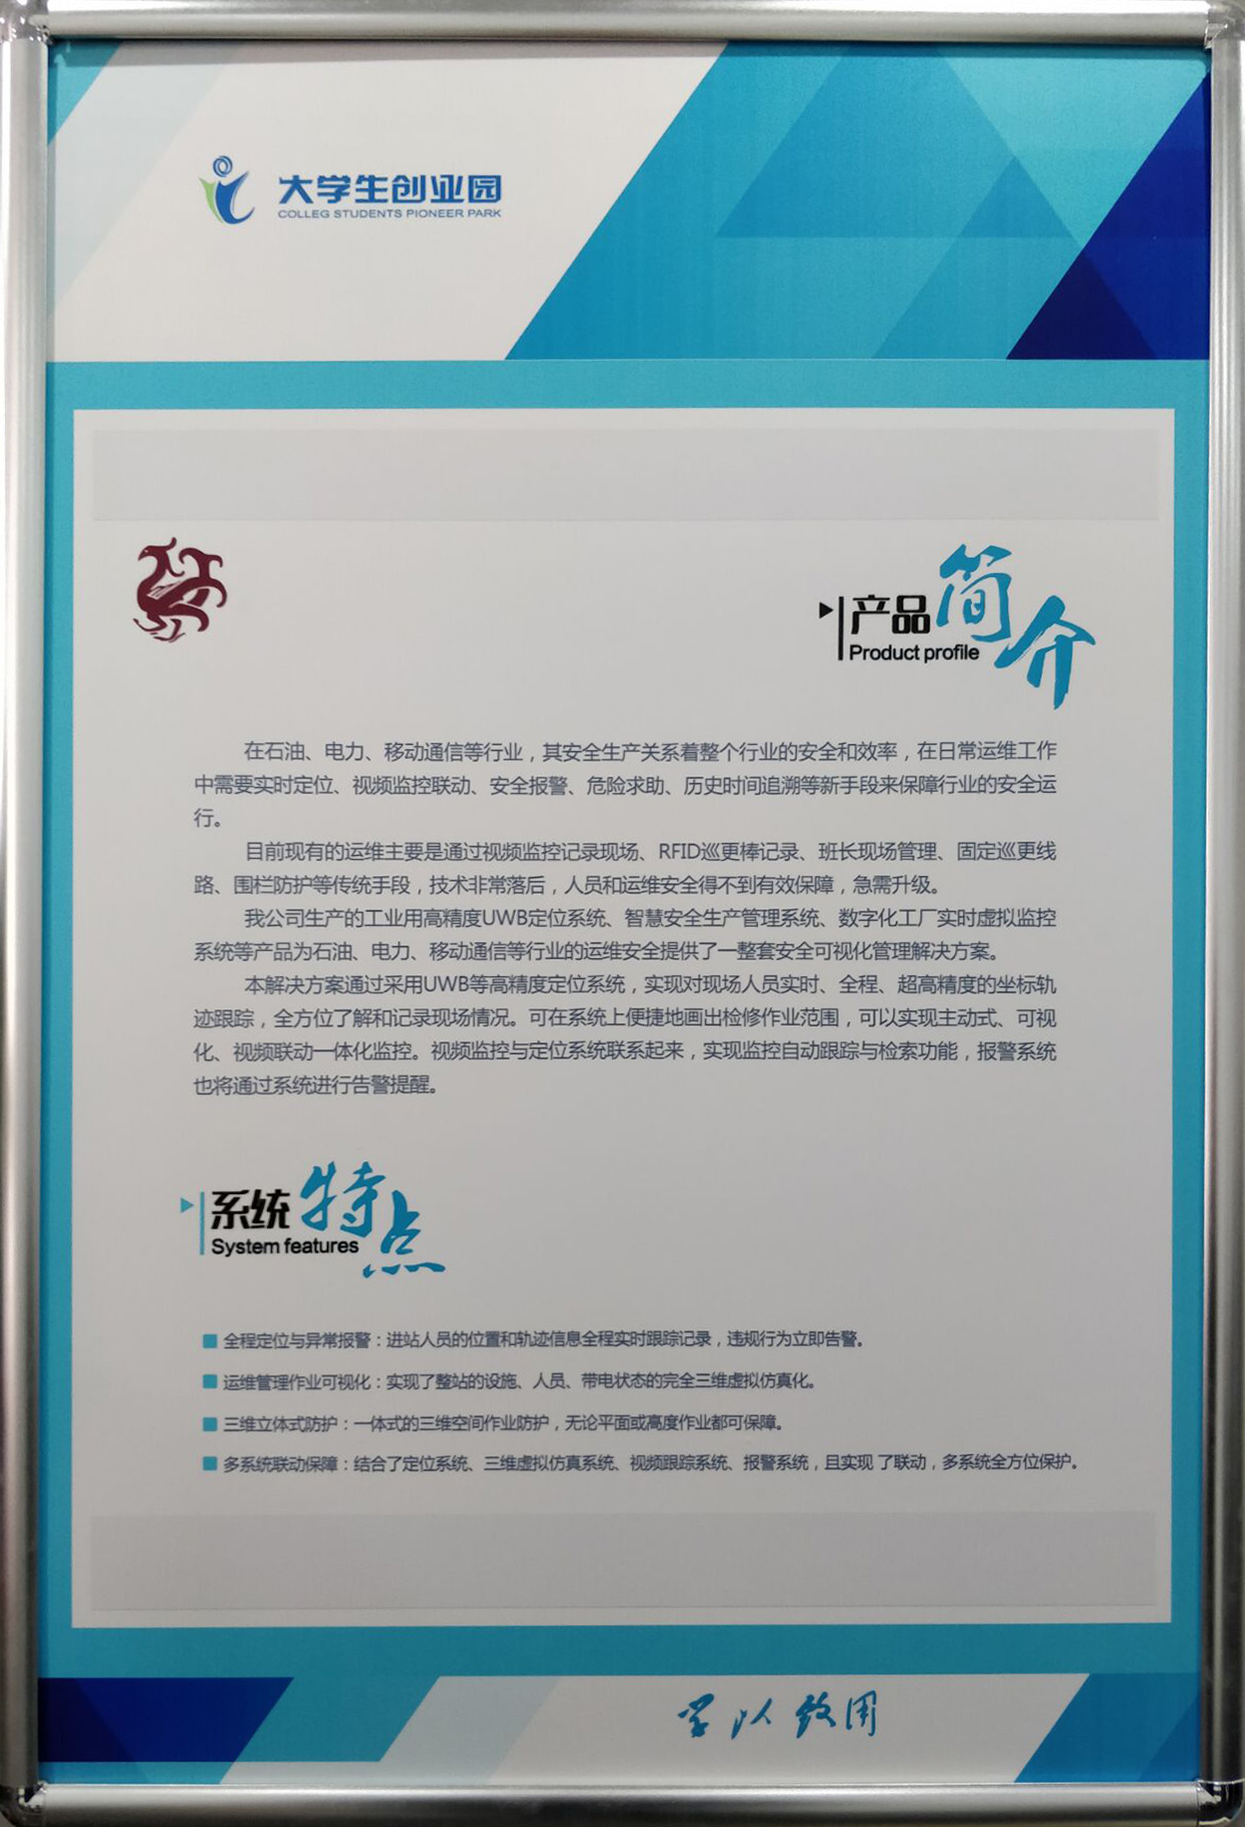 大学生创业园
COLLEG STUDENTS PIONEER PARK
产品简介
Product profile
在石油、电力、移动通信等行业，其安全生产关系着整个行业的安全和效率，在日常运维工作
中需要实时定位、视频监控联动、安全报警、危险求助、历史时间追溯等新手段来保障行业的安全运
行。
目前现有的运维主要是通过视频监控记录现场、RFID巡更棒记录、班长现场管理、固定巡更线
路、围栏防护等传统手段，技术非常落后，人员和运维安全得不到有效保障，急需升级。
我公司生产的工业用高精度UWB定位系统、智慧安全生产管理系统、数字化工厂实时虚拟监控
系统等产品为石油、电力、移动通信等行业的运维安全提供了一整套安全可视化管理解决方案。
本解决方案通过采用UWB等高精度定位系统，实现对现场人员实时、全程、超高精度的坐标轨
迹跟踪，全方位了解和记录现场情况。可在系统上便捷地画出检修作业范围，可以实现主动式、可视
化、视频联动一体化监控。视频监控与定位系统联系起来，实现监控自动跟踪与检索功能，报警系统
也将通过系统进行告警提醒。
系统特点
System features
全程定位与异常报警：进站人员的位置和轨迹信息全程实时跟踪记录，违规行为立即告警。
运维管理作业可视化：实现了整站的设施、人员、带电状态的完全三维虚拟仿真化。
三维立体式防护：一体式的三维空间作业防护，无论平面或高度作业都可保障。
多系统联动保障：结合了定位系统、三维虚拟仿真系统、视频跟踪系统、报警系统，且实现 了联动，多系统全方位保护。
学以致用